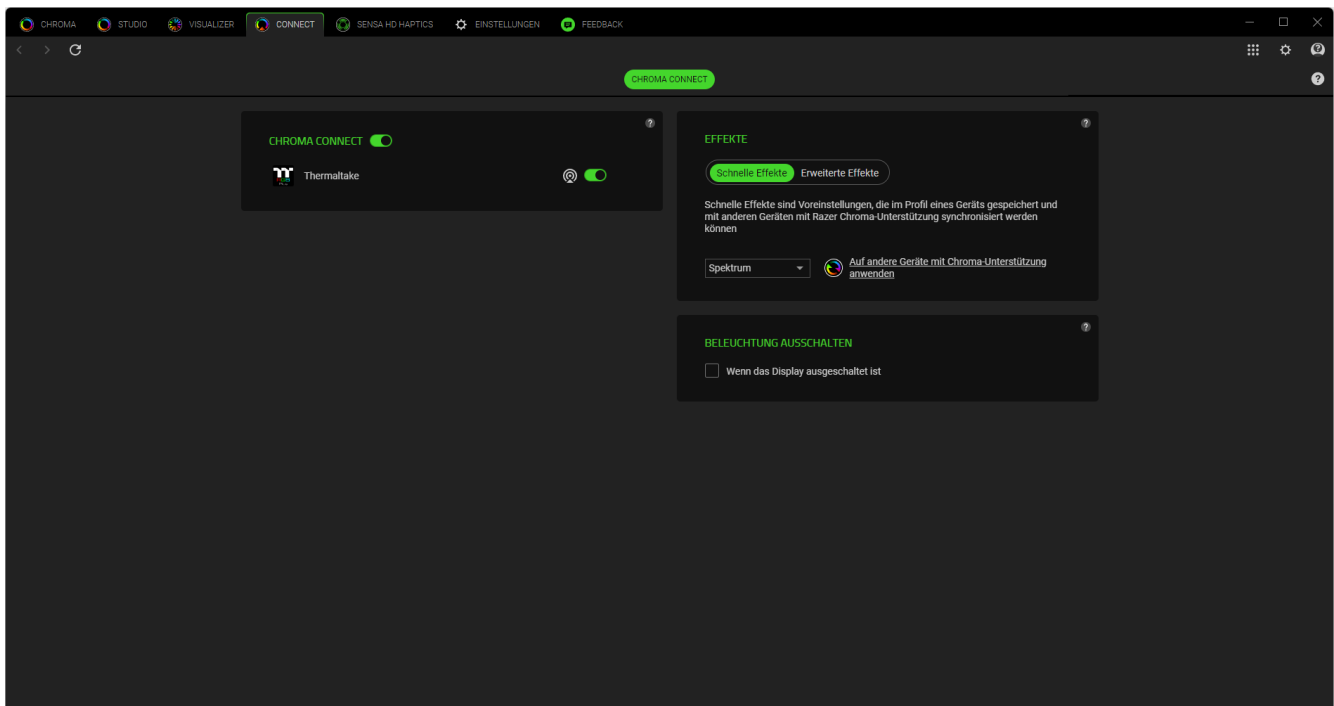 CHROMA
STUDIO
VISUALIZER
CONNECT
SENSA HD HAPTICS
EINSTELLUNGEN
FEEDBACK
CHROMA CONNECT
CHROMA CONNECT
Thermaltake
EFFEKTE
Schnelle Effekte
Erweiterte Effekte
Schnelle Effekte sind Voreinstellungen, die im Profil eines Geräts gespeichert und
mit anderen Geräten mit Razer Chroma-Unterstützung synchronisiert werden
können
Spektrum
Auf andere Geräte mit Chroma-Unterstützung
anwenden
BELEUCHTUNG AUSSCHALTEN
Wenn das Display ausgeschaltet ist